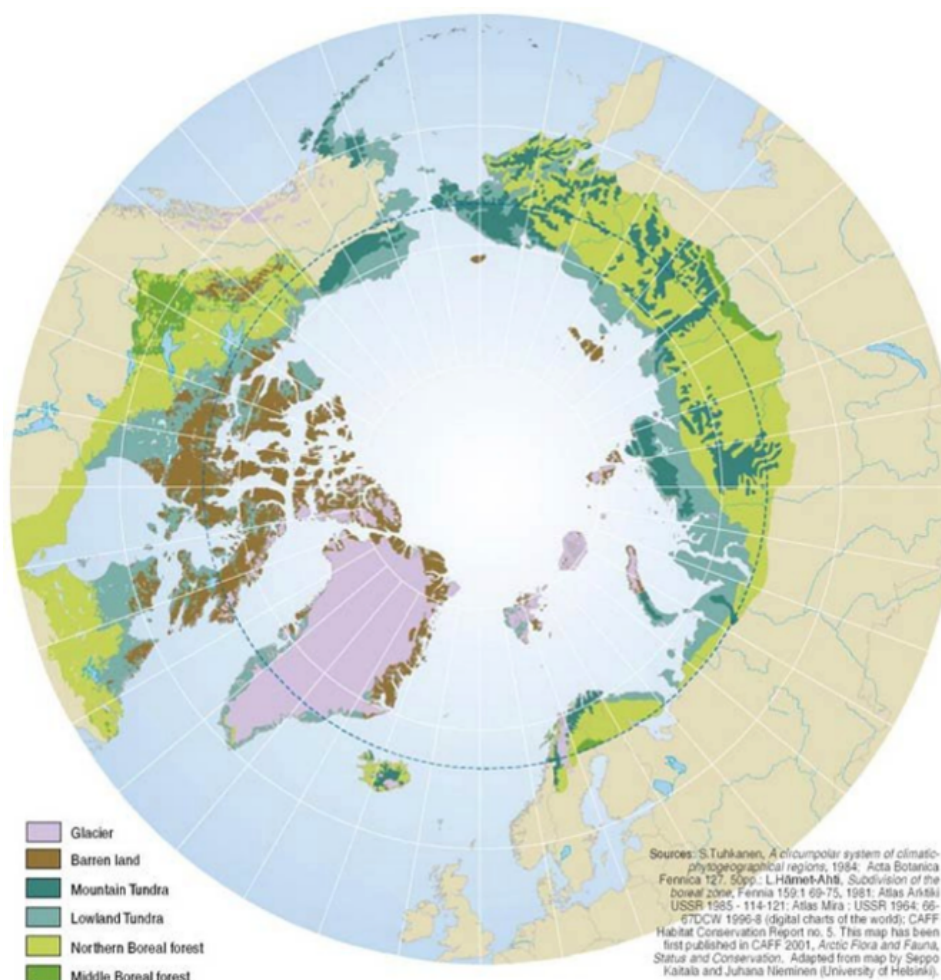 Glacier
Barren land
Mountain Tundra
Lowland Tundra
Northern Boreal forest
Middle Boreal forest
Sources: S.Tuhkanen, A circumpolar system of climatic-
phytogeographical regions, 1984; Acta Botanica
Fennica 127. 50pp.; L.Hämet-Ahti, Subdivision of the
boreal zone, Fennia 159:1 69-75, 1981; Atlas Arktiki
USSR 1985 - 114-121; Atlas Mira : USSR 1964; 66-
67DCW 1996-8 (digital charts of the world); CAFF
Habitat Conservation Report no. 5. This map has been
first published in CAFF 2001, Arctic Flora and Fauna,
Status and Conservation. Adapted from map by Seppo
Kaitala and Juhana Nieminen (University of Helsinki).